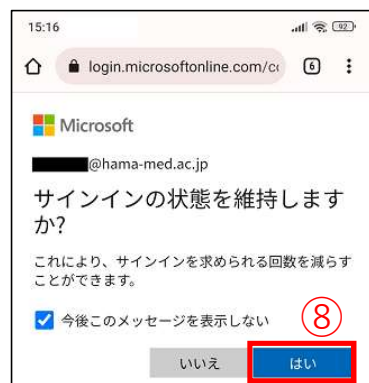 15:16 92
login.microsoftonline.com/c 6
Microsoft
@hama-med.ac.jp
サインインの状態を維持します
か?
これにより、サインインを求められる回数を減らす
ことができます。
今後このメッセージを表示しない ⑧
いいえ はい